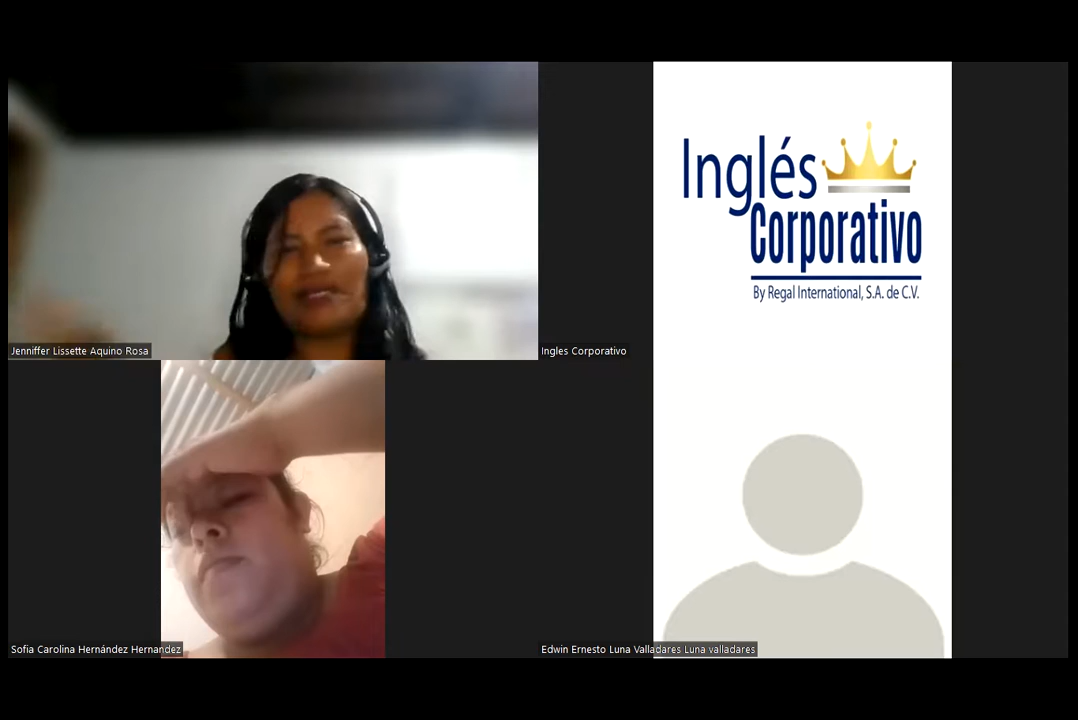 Inglés
Corporativo
By Regal International, S.A. de C.V.
Jenniffer Lissette Aquino Rosa
Ingles Corporativo
Sofia Carolina Hernández Hernandez
Edwin Ernesto Luna Valladares Luna valladares